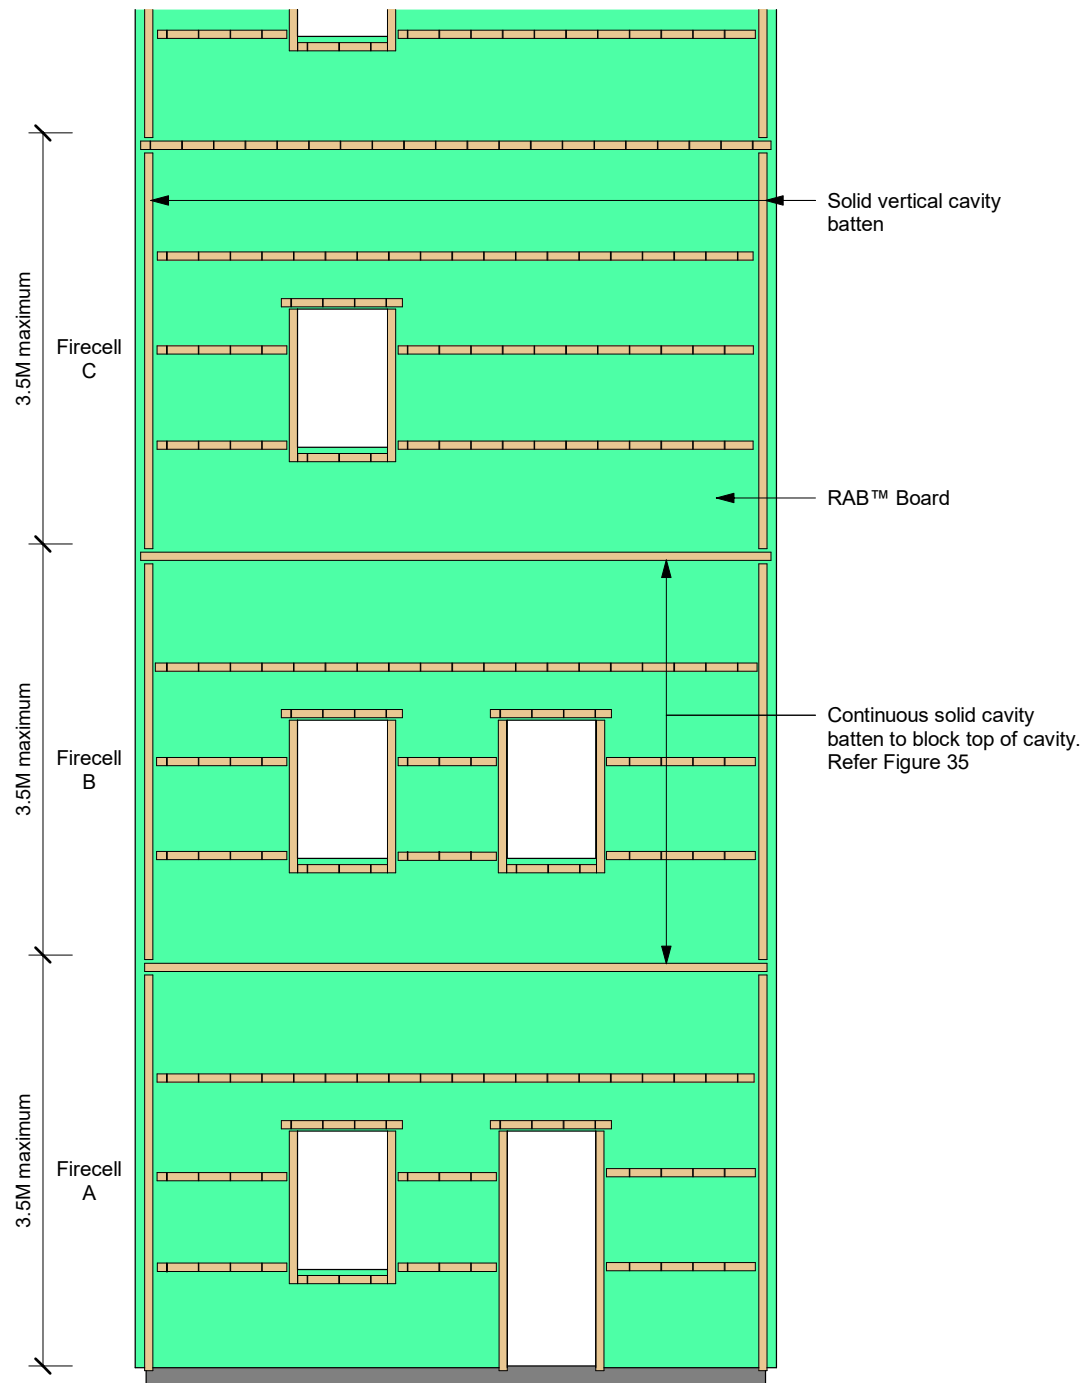 Solid vertical cavity
batten
3.5M maximum
Firecell
C
RAB™ Board
3.5M maximum
Firecell
B
Continuous solid cavity
batten to block top of cavity.
Refer Figure 35
3.5M maximum
Firecell
A